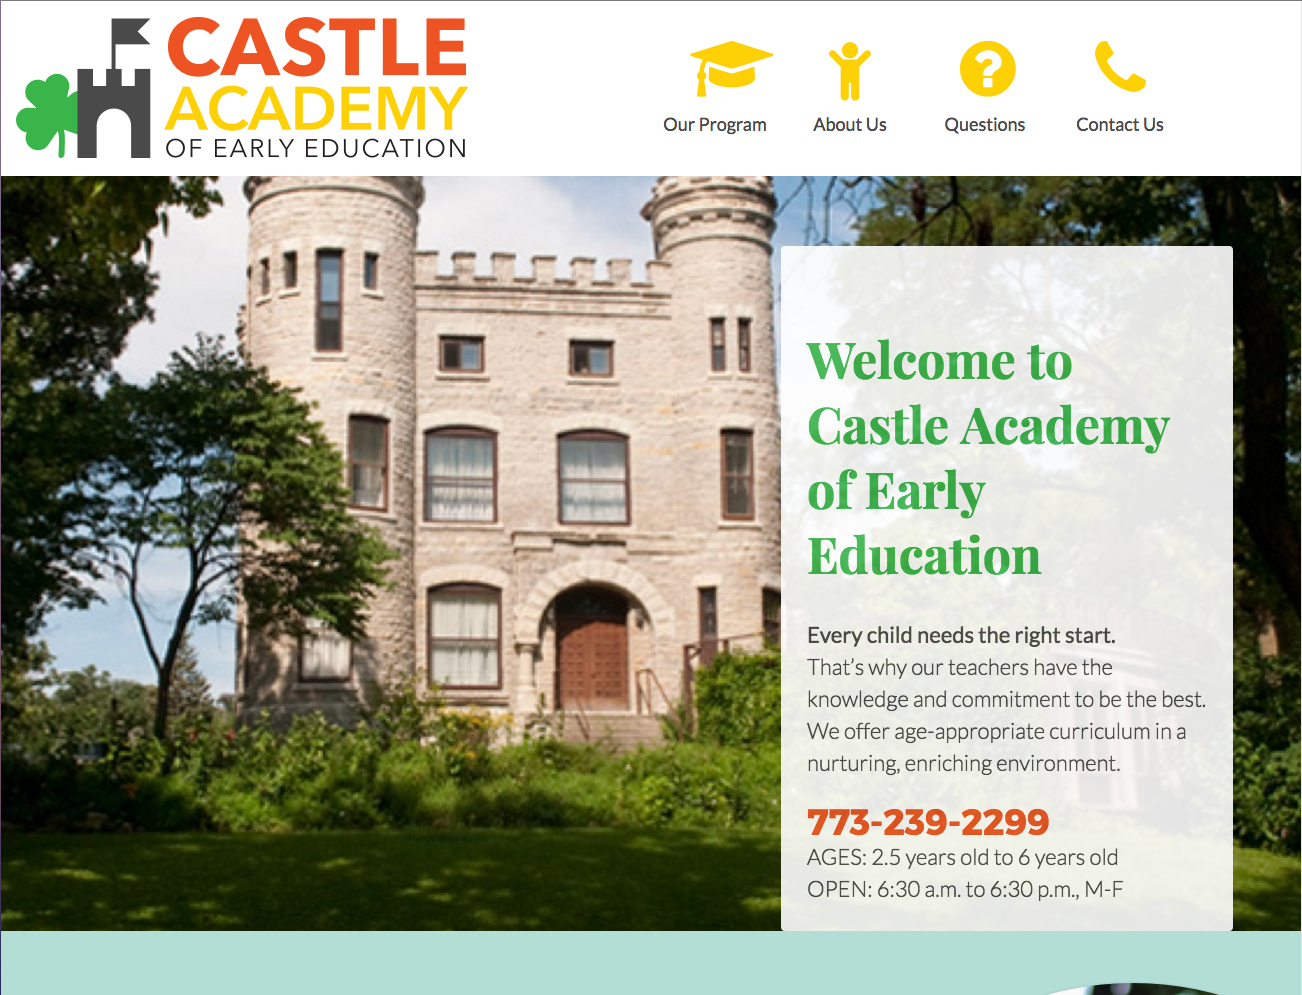 CASTLE
ACADEMY
OF EARLY EDUCATION
Our Program
About Us
Questions
Contact Us
Welcome to
Castle Academy
of Early
Education
Every child needs the right start.
That’s why our teachers have the
knowledge and commitment to be the best.
We offer age-appropriate curriculum in a
nurturing, enriching environment.
773-239-2299
AGES: 2.5 years old to 6 years old
OPEN: 6:30 a.m. to 6:30 p.m., M-F